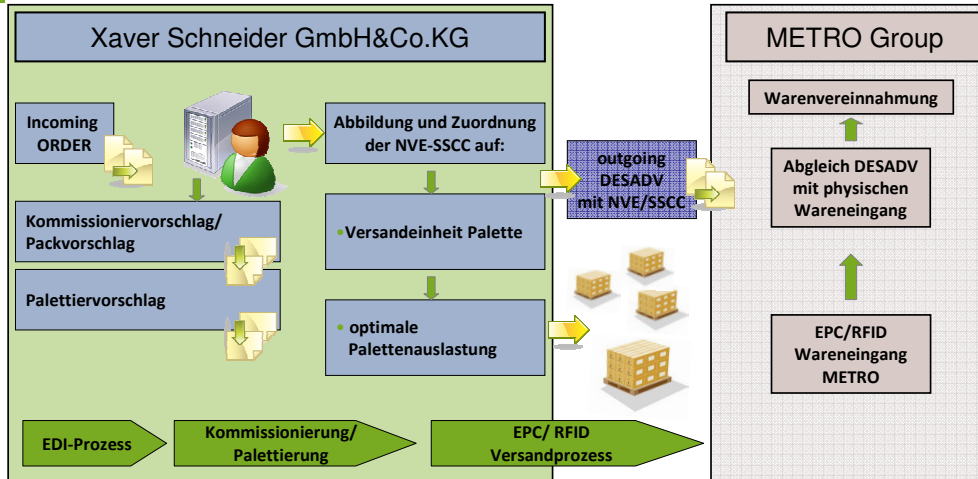 Xaver Schneider GmbH&Co.KG
METRO Group
Incoming
ORDER
Abbildung und Zuordnung
der NVE-SSCC auf:
Kommissioniervorschlag/
Packvorschlag
Palettiervorschlag
•Versandeinheit Palette
• optimale
Palettenauslastung
outgoing
DESADV
mit NVE/SSCC
Warenvereinnahmung
Abgleich DESADV
mit physischen
Wareneingang
EPC/RFID
Wareneingang
METRO
EDI-Prozess
Kommissionierung/
Palettierung
EPC/ RFID
Versandprozess